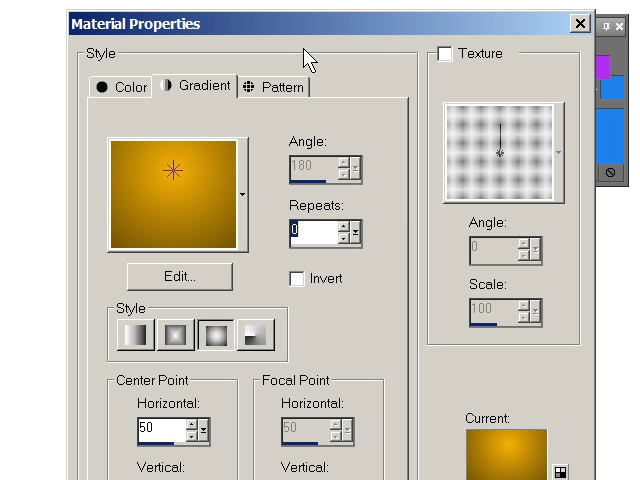 Material Properties
Style
Texture
Color
Gradient
Pattern
Angle:
180
Repeats:
0
Edit...
Invert
Angle:
0
Scale:
100
Style
Center Point
Focal Point
Horizontal:
Horizontal:
50
50
Vertical:
Vertical:
Current: